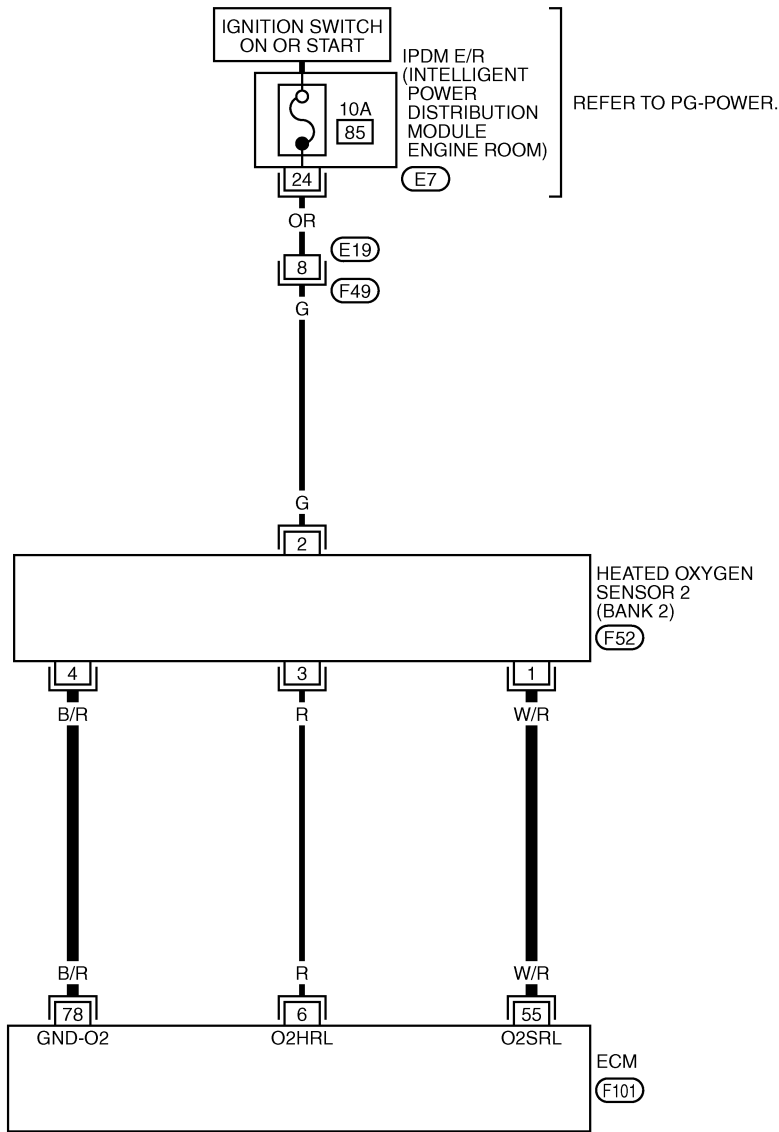 IGNITION SWITCH
ON OR START
IPDM E/R
(INTELLIGENT
POWER
DISTRIBUTION
MODULE
ENGINE ROOM)
REFER TO PG-POWER.
10A
85
24
E7
OR
E19
8
F49
G
G
2
HEATED OXYGEN
SENSOR 2
(BANK 2)
F52
4 3 1
B/R R W/R
B/R R W/R
78 6 55
GND-O2 O2HRL O2SRL
ECM
F101